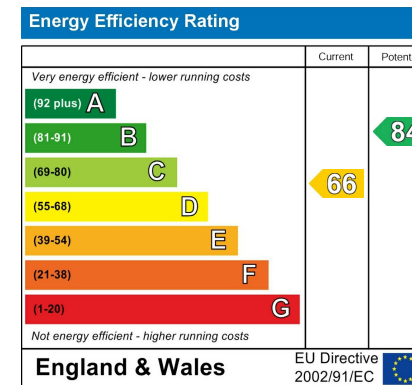 Energy Efficiency Rating
Current Potent
Very energy efficient - lower running costs
(92 plus) A
(81-91) B 84
(69-80) C
66
(55-68) D
(39-54) E
(21-38) F
(1-20) G
Not energy efficient - higher running costs
England & Wales
EU Directive
2002/91/EC